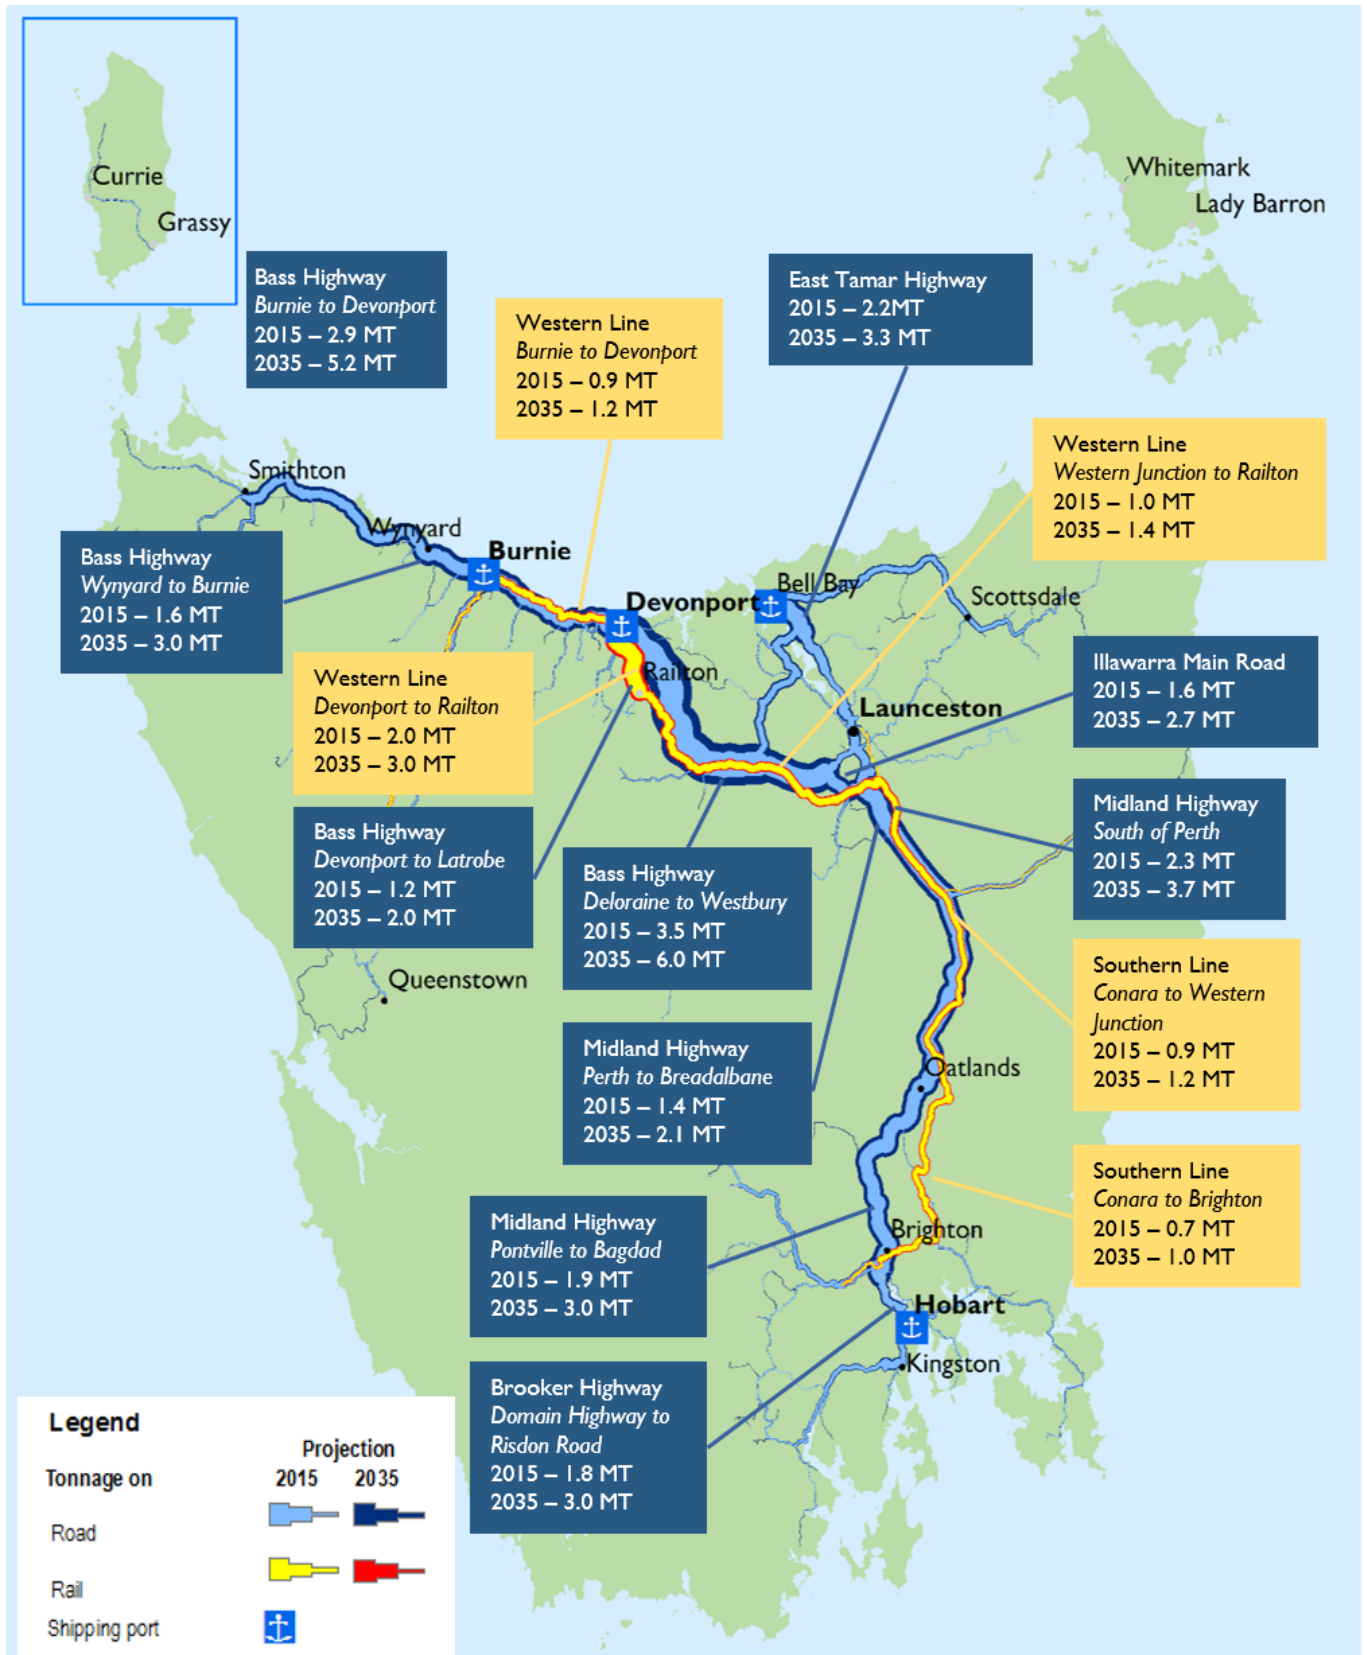 Currie
Grassy
Whitemark
Lady Barron
Bass Highway
Burnie to Devonport
2015 – 2.9 MT
2035 – 5.2 MT
Western Line
Burnie to Devonport
2015 – 0.9 MT
2035 – 1.2 MT
East Tamar Highway
2015 – 2.2MT
2035 – 3.3 MT
Western Line
Western Junction to Railton
2015 – 1.0 MT
2035 – 1.4 MT
Smithton
Wynyard
Burnie
Bass Highway
Wynyard to Burnie
2015 – 1.6 MT
2035 – 3.0 MT
Devonport
Bell Bay
Scottsdale
Railton
Launceston
Western Line
Devonport to Railton
2015 – 2.0 MT
2035 – 3.0 MT
Illawarra Main Road
2015 – 1.6 MT
2035 – 2.7 MT
Bass Highway
Devonport to Latrobe
2015 – 1.2 MT
2035 – 2.0 MT
Bass Highway
Deloraine to Westbury
2015 – 3.5 MT
2035 – 6.0 MT
Midland Highway
South of Perth
2015 – 2.3 MT
2035 – 3.7 MT
Queenstown
Southern Line
Conara to Western
Junction
2015 – 0.9 MT
2035 – 1.2 MT
Midland Highway
Perth to Breadalbane
2015 – 1.4 MT
2035 – 2.1 MT
Oatlands
Southern Line
Conara to Brighton
2015 – 0.7 MT
2035 – 1.0 MT
Midland Highway
Pontville to Bagdad
2015 – 1.9 MT
2035 – 3.0 MT
Brighton
Hobart
Kingston
Brooker Highway
Domain Highway to
Risdon Road
2015 – 1.8 MT
2035 – 3.0 MT
Legend
Projection
Tonnage on 2015 2035
Road
Rail
Shipping port